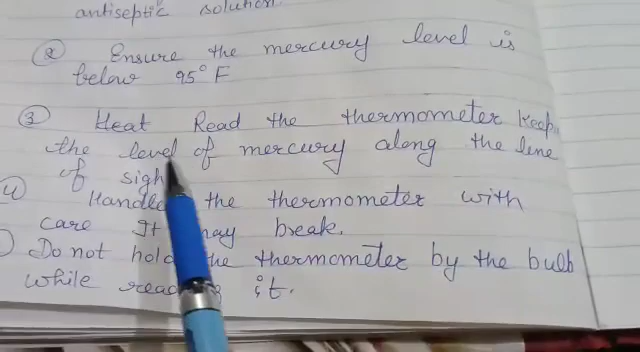 antiseptic solution.
② Ensure the mercury level is
below 95°F
③ Heat Read the thermometer keep
the level of mercury along the line
of sigh
④ Handle the thermometer with
care It may break.
Do not hold the thermometer by the bulb
while reading it.